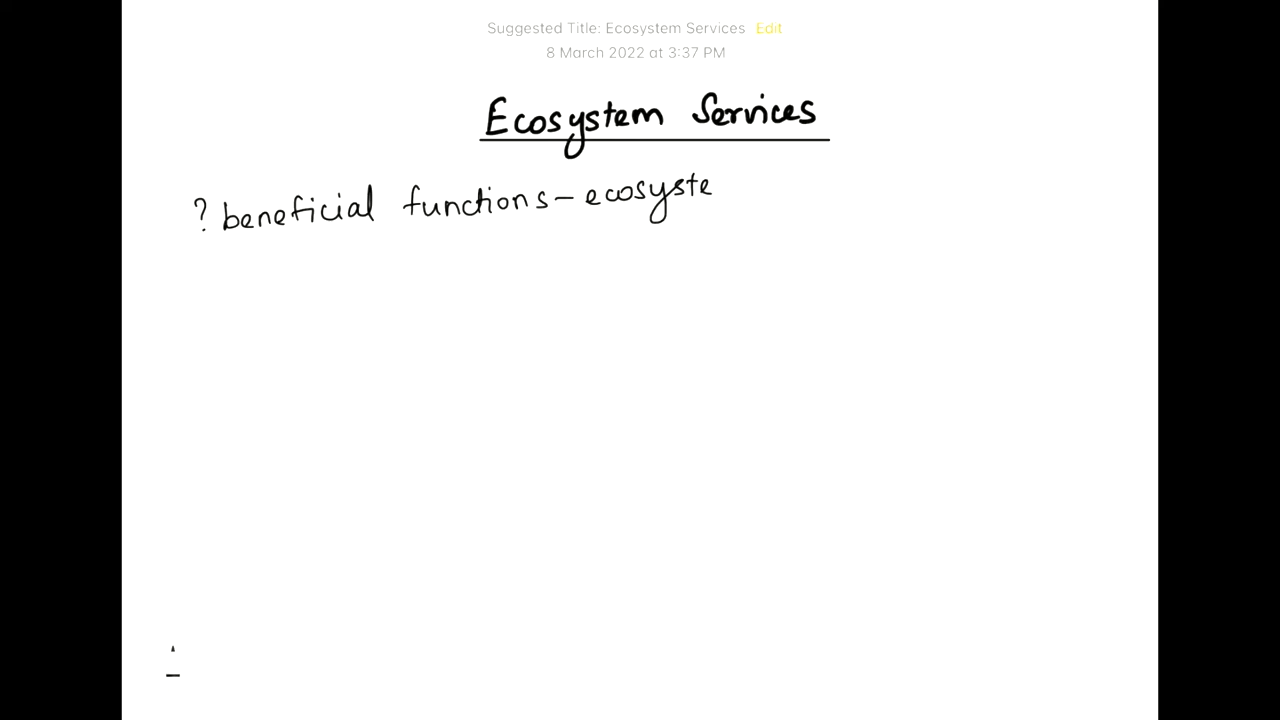 Suggested Title: Ecosystem Services Edit
8 March 2022 at 3:37 PM
Ecosystem Services
? beneficial functions – ecosyste